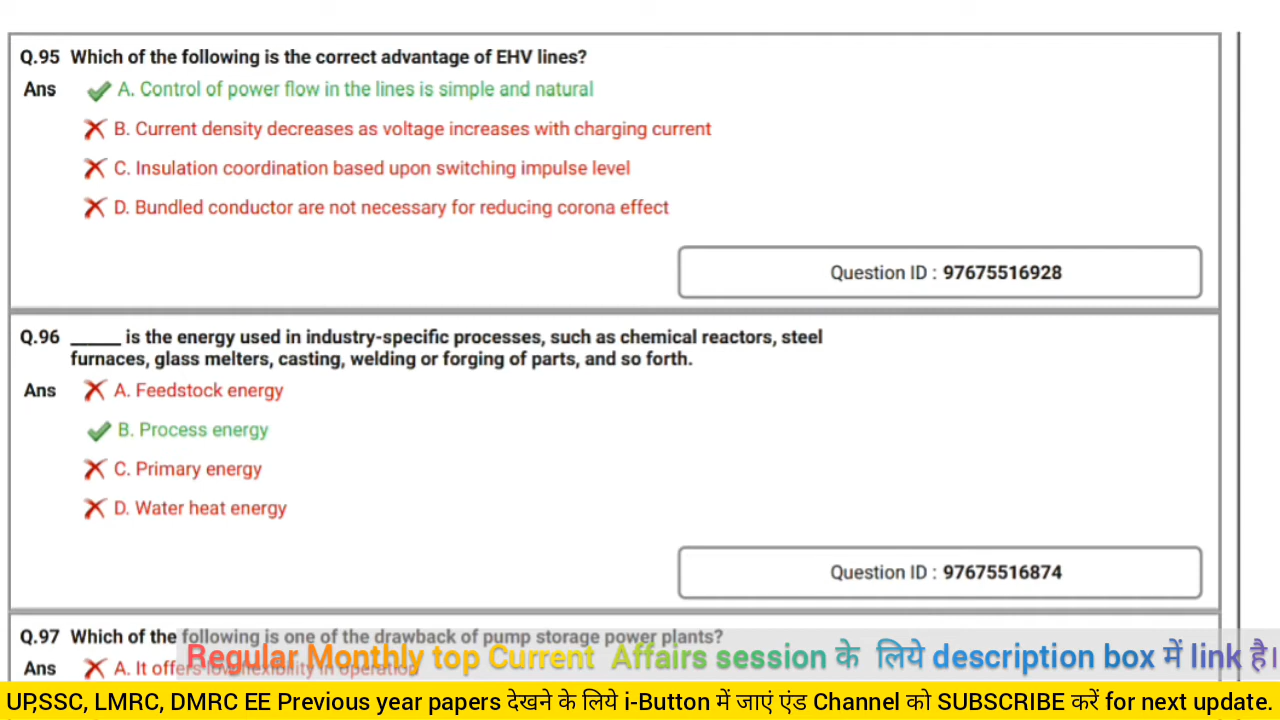 Q.95 Which of the following is the correct advantage of EHV lines?
Ans A. Control of power flow in the lines is simple and natural
B. Current density decreases as voltage increases with charging current
C. Insulation coordination based upon switching impulse level
D. Bundled conductor are not necessary for reducing corona effect
Question ID : 97675516928
Q.96 ______ is the energy used in industry-specific processes, such as chemical reactors, steel
furnaces, glass melters, casting, welding or forging of parts, and so forth.
Ans A. Feedstock energy
B. Process energy
C. Primary energy
D. Water heat energy
Question ID : 97675516874
Q.97 Which of the following is one of the drawback of pump storage power plants?
Ans A. It offers low flexibility in operation
Regular Monthly top Current Affairs session के लिये description box में link है।
UP,SSC, LMRC, DMRC EE Previous year papers देखने के लिये i-Button में जाएं एंड Channel को SUBSCRIBE करें for next update.